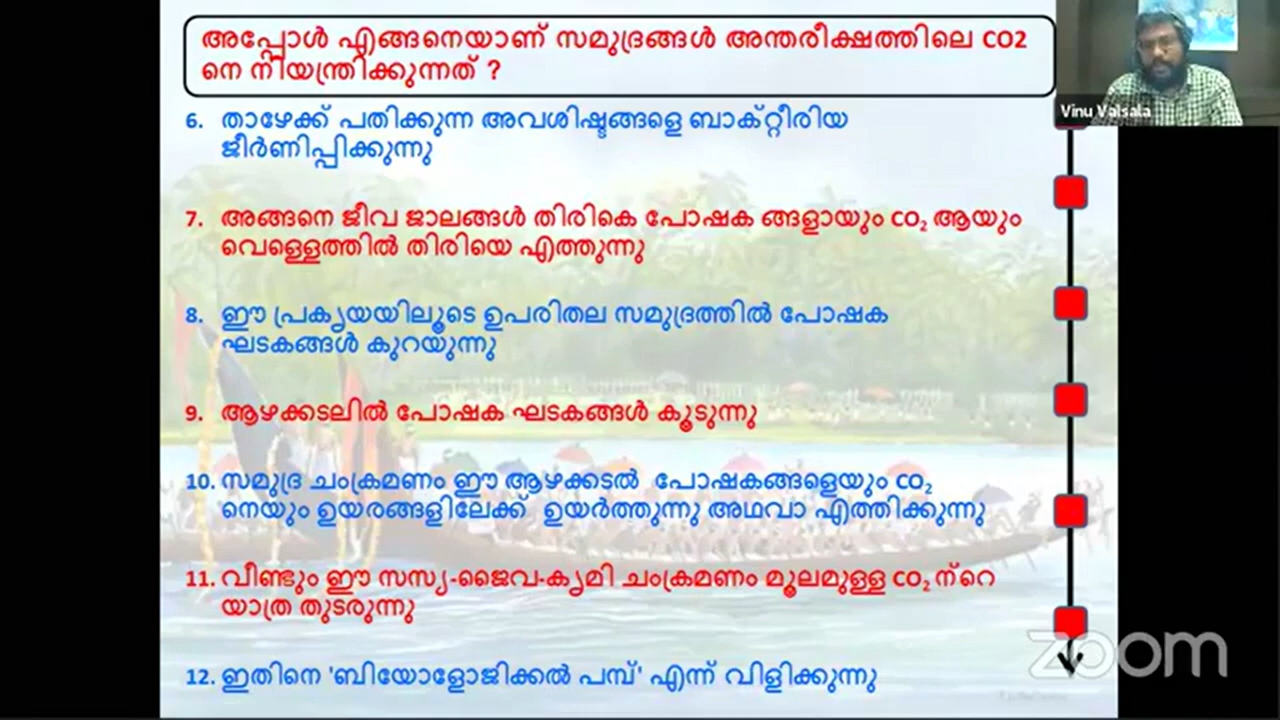 അപ്പോൾ എങ്ങനെയാണ് സമുദ്രങ്ങൾ അന്തരീക്ഷത്തിലെ CO2
നെ നിയന്ത്രിക്കുന്നത് ?
Vinu Valsala
6. താഴേക്ക് പതിക്കുന്ന അവശിഷ്ടങ്ങളെ ബാക്റ്റീരിയ
ജീർണിപ്പിക്കുന്നു
7. അങ്ങനെ ജീവ ജാലങ്ങൾ തിരികെ പോഷക ങ്ങളായും CO₂ ആയും
വെള്ളെത്തിൽ തിരിയെ എത്തുന്നു
8. ഈ പ്രകൃയയിലൂടെ ഉപരിതല സമുദ്രത്തിൽ പോഷക
ഘടകങ്ങൾ കുറയുന്നു
9. ആഴക്കടലിൽ പോഷക ഘടകങ്ങൾ കൂടുന്നു
10. സമുദ്ര ചംക്രമണം ഈ ആഴക്കടൽ പോഷകങ്ങളെയും CO₂
നെയും ഉയരങ്ങളിലേക്ക് ഉയർത്തുന്നു അഥവാ എത്തിക്കുന്നു
11. വീണ്ടും ഈ സസ്യ-ജൈവ-കൃമി ചംക്രമണം മൂലമുള്ള CO₂ ന്റെ
യാത്ര തുടരുന്നു
12. ഇതിനെ 'ബിയോളോജിക്കൽ പമ്പ്' എന്ന് വിളിക്കുന്നു
zoom